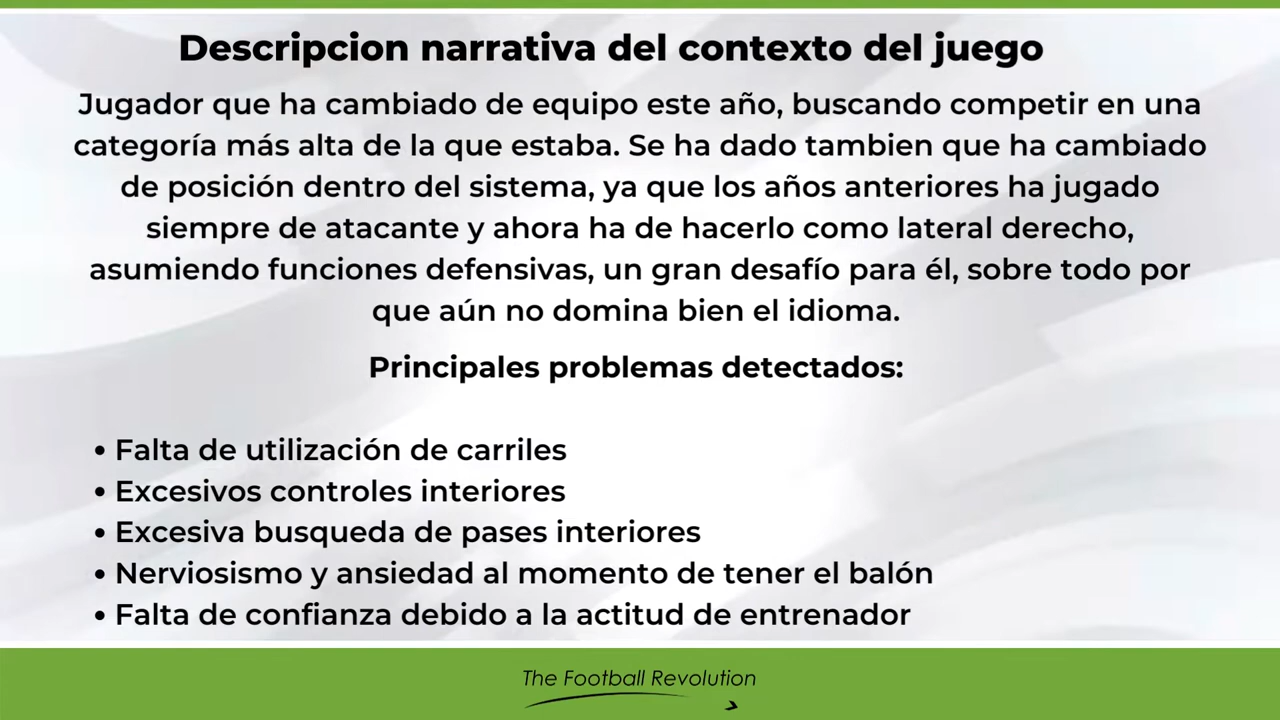 Descripcion narrativa del contexto del juego
Jugador que ha cambiado de equipo este año, buscando competir en una
categoría más alta de la que estaba. Se ha dado tambien que ha cambiado
de posición dentro del sistema, ya que los años anteriores ha jugado
siempre de atacante y ahora ha de hacerlo como lateral derecho,
asumiendo funciones defensivas, un gran desafío para él, sobre todo por
que aún no domina bien el idioma.
Principales problemas detectados:
• Falta de utilización de carriles
• Excesivos controles interiores
• Excesiva busqueda de pases interiores
• Nerviosismo y ansiedad al momento de tener el balón
• Falta de confianza debido a la actitud de entrenador
The Football Revolution